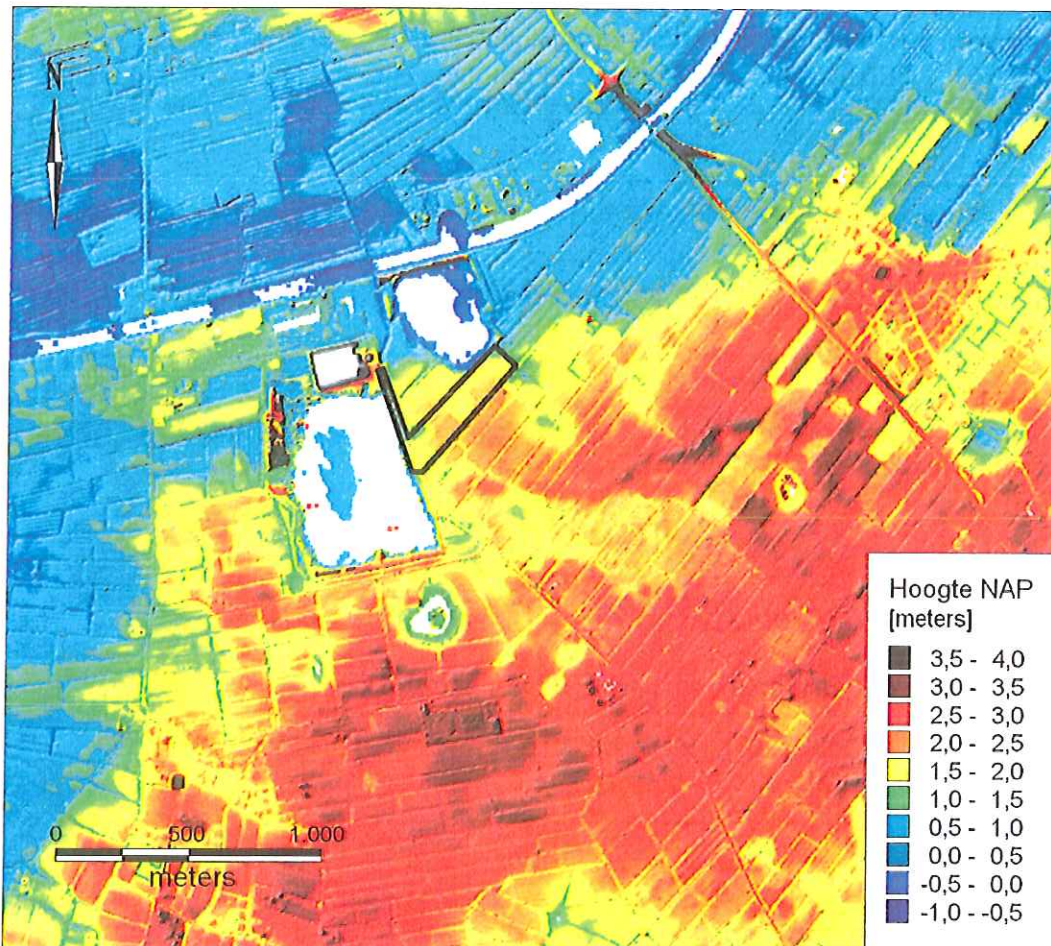 N
Hoogte NAP
[meters]
3,5 - 4,0
3,0 - 3,5
2,5 - 3,0
2,0 - 2,5
1,5 - 2,0
1,0 - 1,5
0,5 - 1,0
0,0 - 0,5
-0,5 - 0,0
-1,0 - -0,5
0 500 1.000
meters